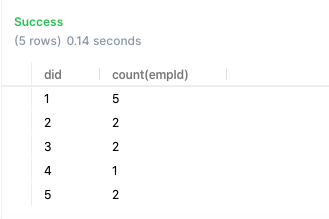 Success
(5 rows) 0.14 seconds
did count(empId)
1 5
2 2
3 2
4 1
5 2